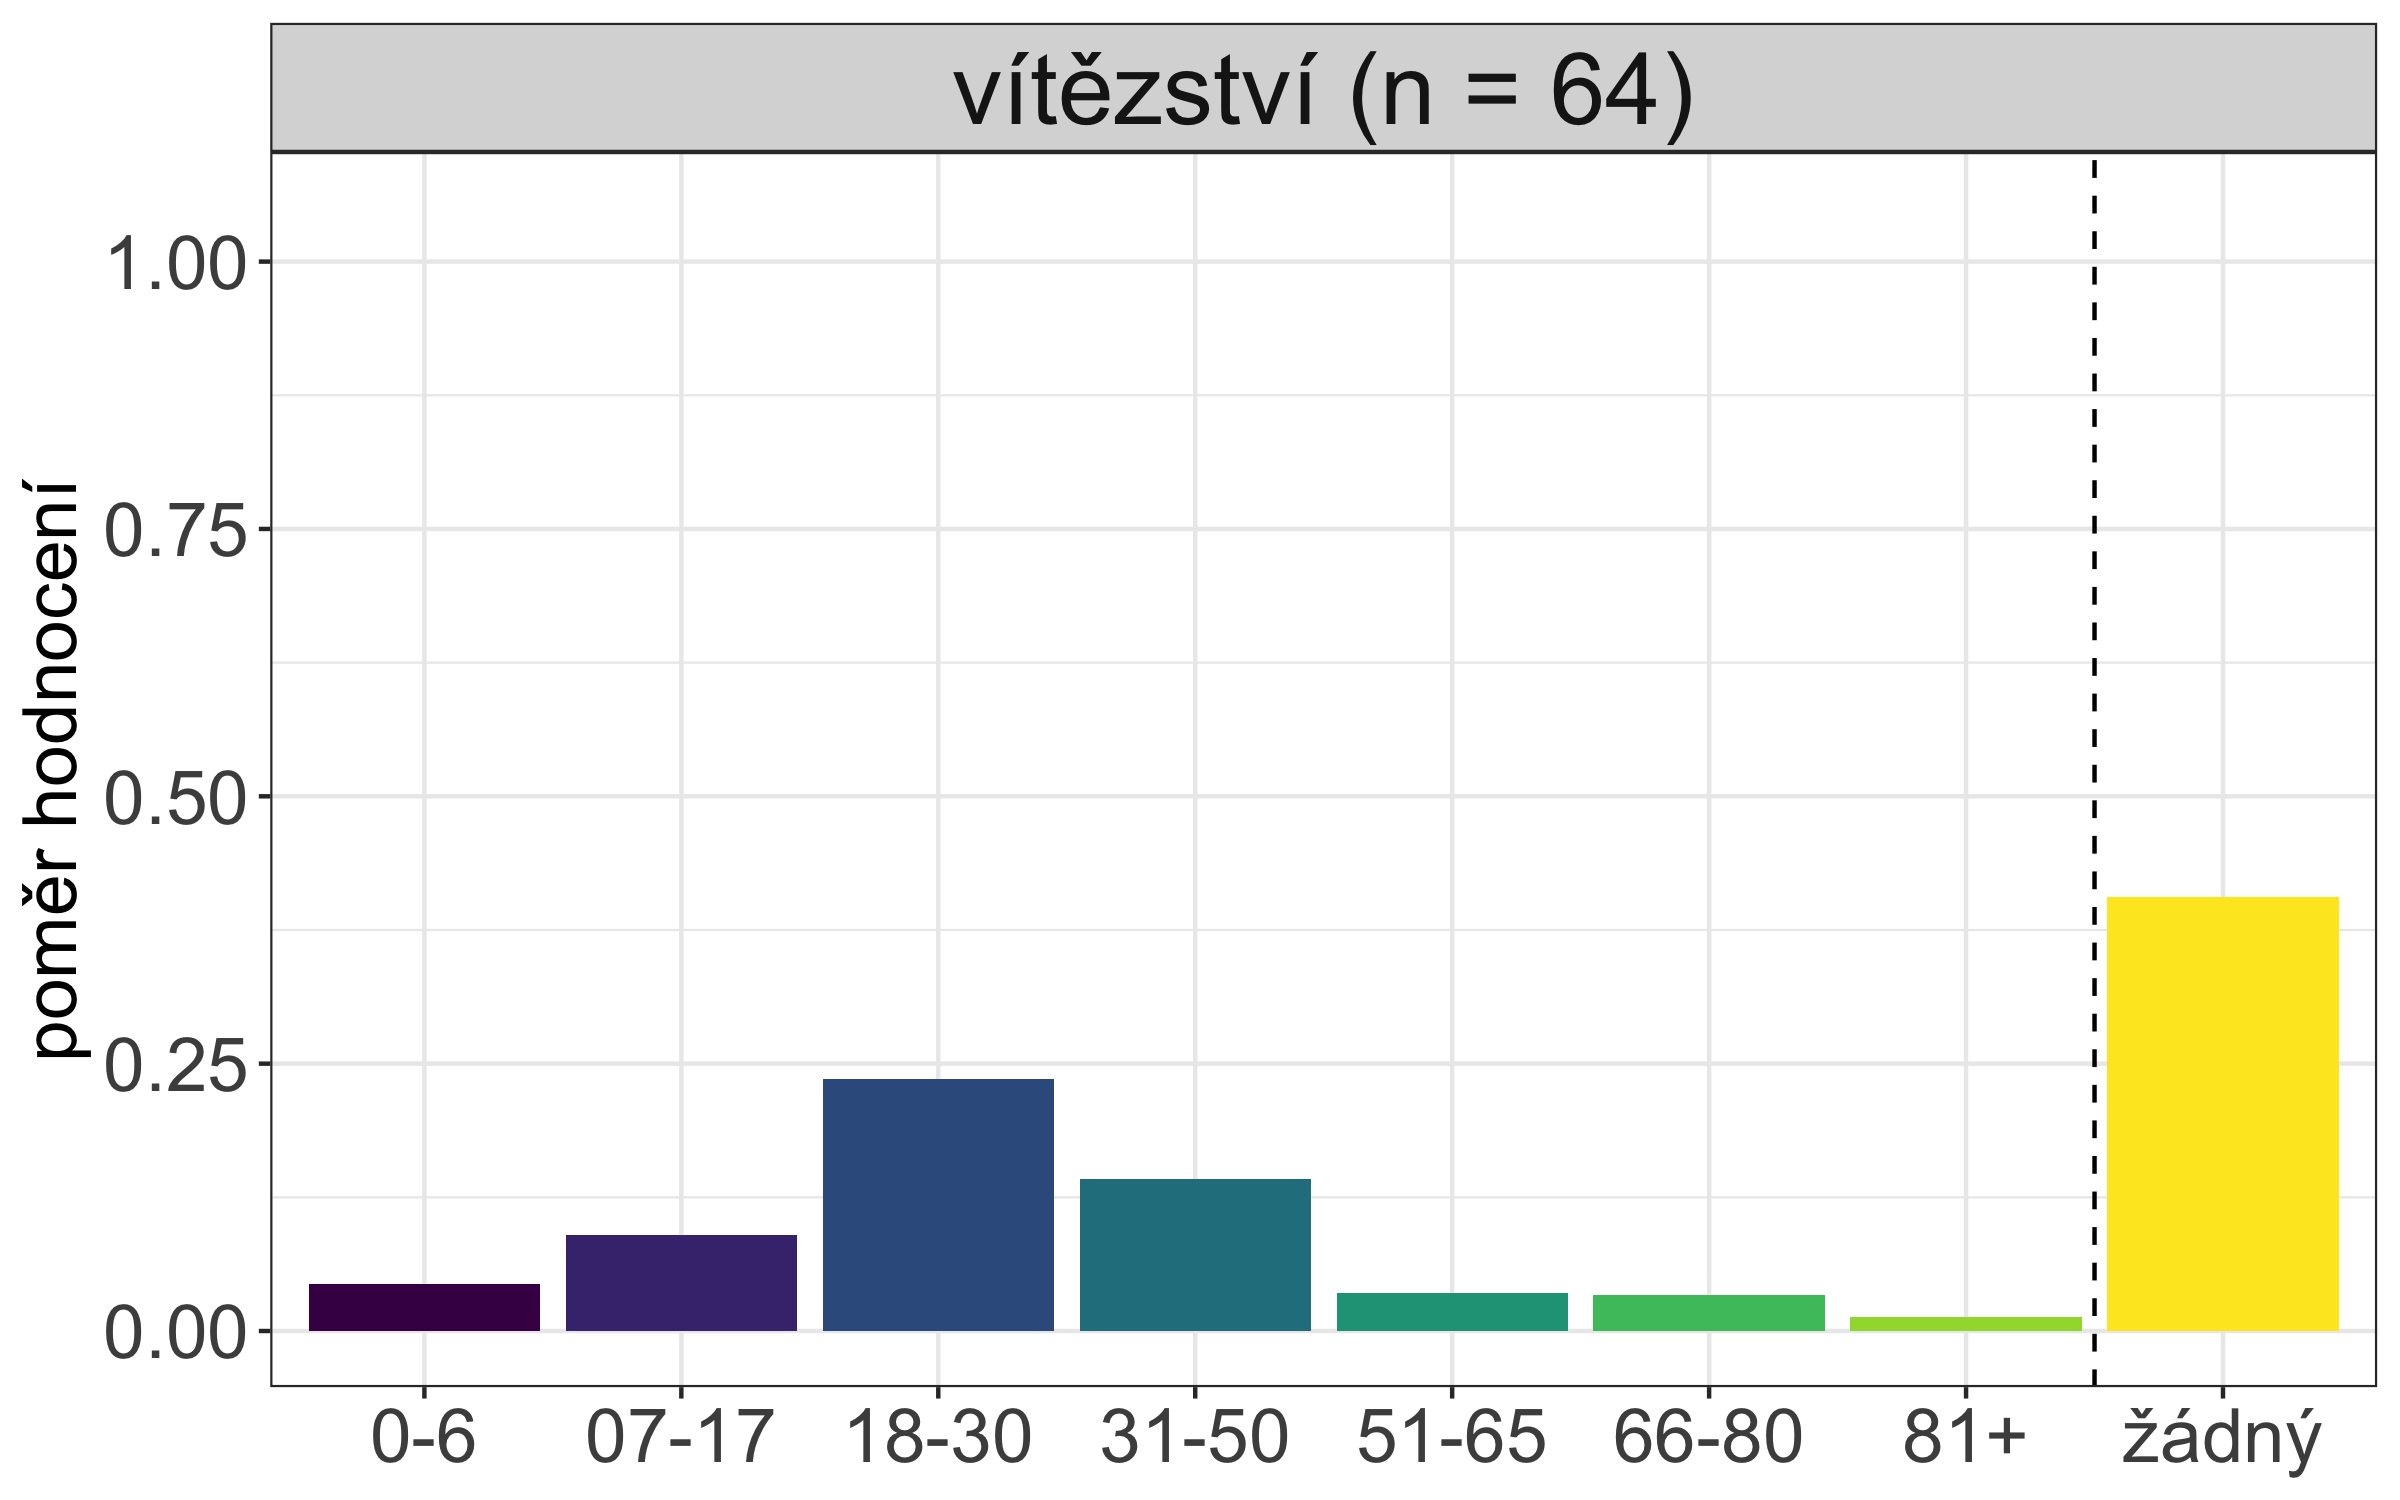 vítězství (n = 64)
poměr hodnocení
1.00
0.75
0.50
0.25
0.00
0-6 07-17 18-30 31-50 51-65 66-80 81+ žádný